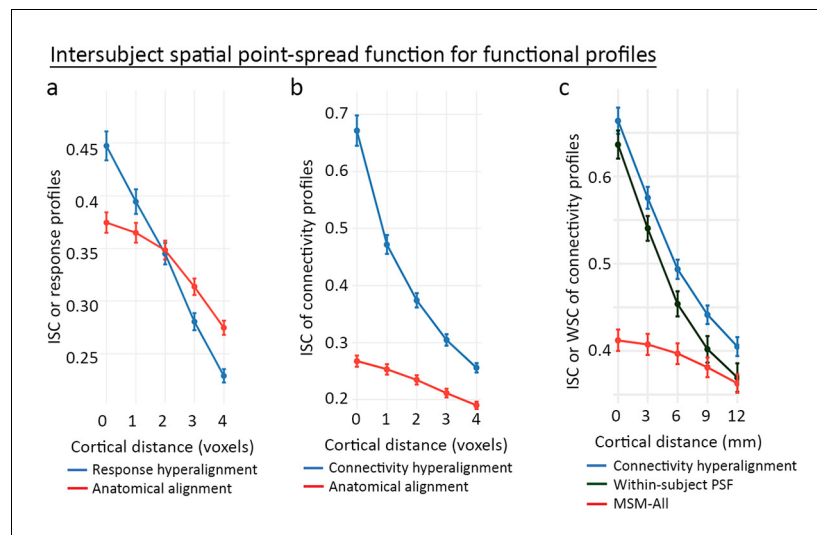 Intersubject spatial point-spread function for functional profiles
a
ISC or response profiles
0.45
0.4
0.35
0.30
0.25
0 1 2 3 4
Cortical distance (voxels)
Response hyperalignment
Anatomical alignment
b
ISC of connectivity profiles
0.7
0.6
0.5
0.4
0.3
0.2
0 1 2 3 4
Cortical distance (voxels)
Connectivity hyperalignment
Anatomical alignment
c
ISC or WSC of connectivity profiles
0.6
0.5
0.4
0 3 6 9 12
Cortical distance (mm)
Connectivity hyperalignment
Within-subject PSF
MSM-All